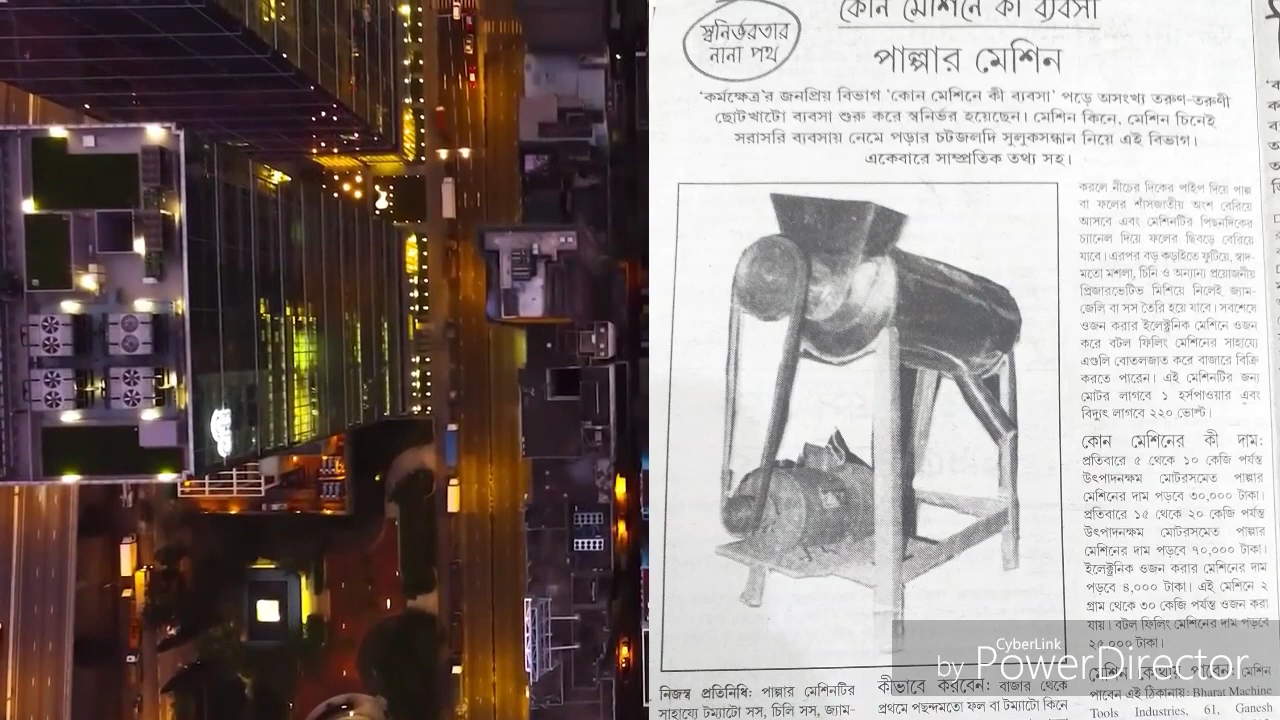 স্বনির্ভরতার
নানা পথ
কোন মেশিনে কী ব্যবসা
পাল্পার মেশিন
'কর্মক্ষেত্র'র জনপ্রিয় বিভাগ 'কোন মেশিনে কী ব্যবসা' পড়ে অসংখ্য তরুণ-তরুণী
ছোটখাটো ব্যবসা শুরু করে স্বনির্ভর হয়েছেন। মেশিন কিনে, মেশিন চিনেই
সরাসরি ব্যবসায় নেমে পড়ার চটজলদি সুলুকসন্ধান নিয়ে এই বিভাগ।
একেবারে সাম্প্রতিক তথ্য সহ।
নিজস্ব প্রতিনিধি: পাল্পার মেশিনটির
সাহায্যে টম্যাটো সস, চিলি সস, জ্যাম-
কীভাবে করবেন: বাজার থেকে
প্রথমে পছন্দমতো ফল বা টম্যাটো কিনে
করলে নীচের দিকের পাইপ দিয়ে পাল্প
বা ফলের শাঁসজাতীয় অংশ বেরিয়ে
আসবে এবং মেশিনটির পিছনদিকের
চ্যানেল দিয়ে ফলের ছিবড়ে বেরিয়ে
যাবে। এরপর বড় কড়াইতে ফুটিয়ে, স্বাদ-
মতো মশলা, চিনি ও অন্যান্য প্রয়োজনীয়
প্রিজারভেটিভ মিশিয়ে নিলেই জ্যাম-
জেলি বা সস তৈরি হয়ে যাবে। সবশেষে
ওজন করার ইলেক্ট্রনিক মেশিনে ওজন
করে বটল ফিলিং মেশিনের সাহায্যে
এগুলি বোতলজাত করে বাজারে বিক্রি
করতে পারেন। এই মেশিনটির জন্য
মোটর লাগবে ১ হর্সপাওয়ার এবং
বিদ্যুৎ লাগবে ২২০ ভোল্ট।
কোন মেশিনের কী দাম:
প্রতিবারে ৫ থেকে ১০ কেজি পর্যন্ত
উৎপাদনক্ষম মোটরসমেত পাল্পার
মেশিনের দাম পড়বে ৩০,০০০ টাকা।
প্রতিবারে ১৫ থেকে ২০ কেজি পর্যন্ত
উৎপাদনক্ষম মোটরসমেত পাল্পার
মেশিনের দাম পড়বে ৭০,০০০ টাকা।
ইলেক্ট্রনিক ওজন করার মেশিনের দাম
পড়বে ৪,০০০ টাকা। এই মেশিনে ২
গ্রাম থেকে ৩০ কেজি পর্যন্ত ওজন করা
যায়। বটল ফিলিং মেশিনের দাম পড়বে
২৫,০০০ টাকা।
মেশিন কোথায় পাবেন: মেশিন
পাবেন এই ঠিকানায়: Bharat Machine
Tools Industries, 61, Ganesh
CyberLink
by PowerDirector